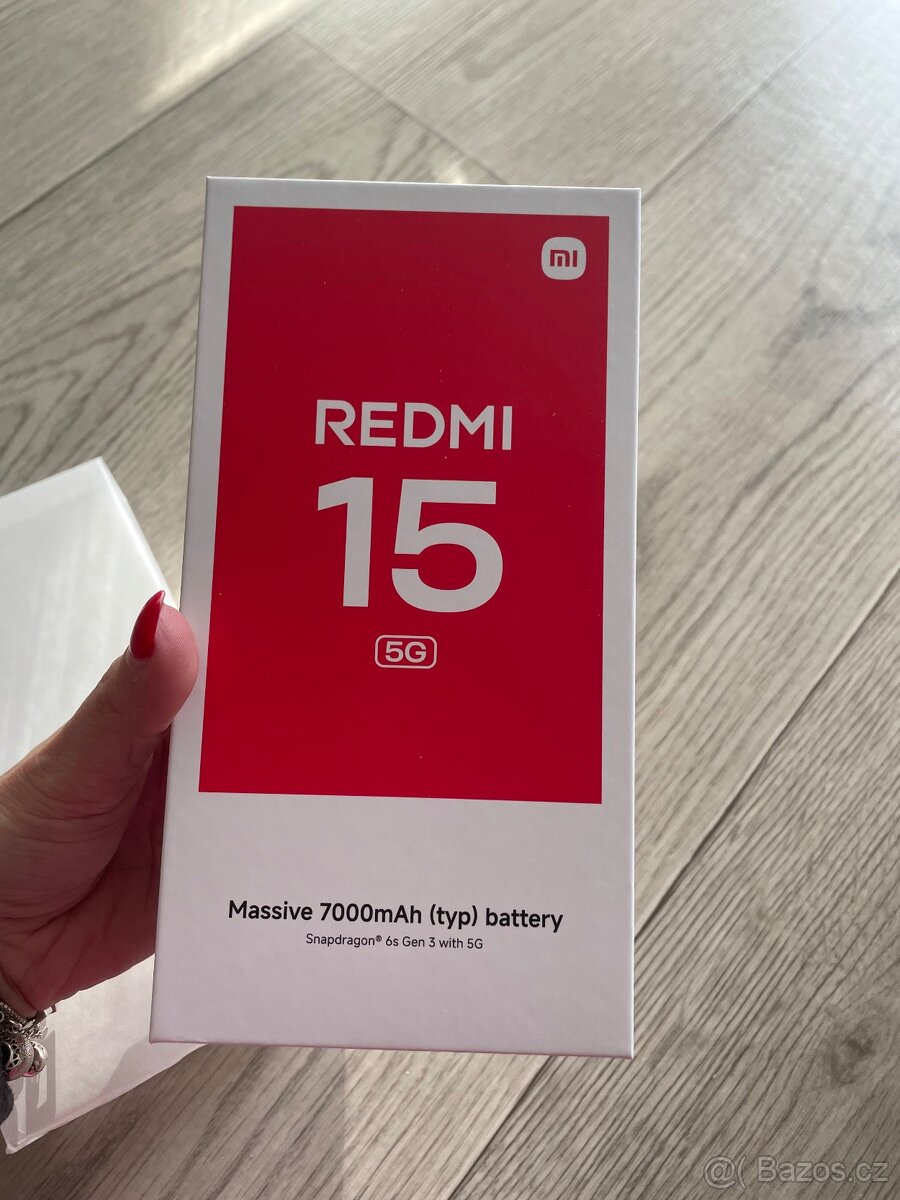 mi
REDMI
15
5G
Massive 7000mAh (typ) battery
Snapdragon® 6s Gen 3 with 5G
@( Bazos.cz